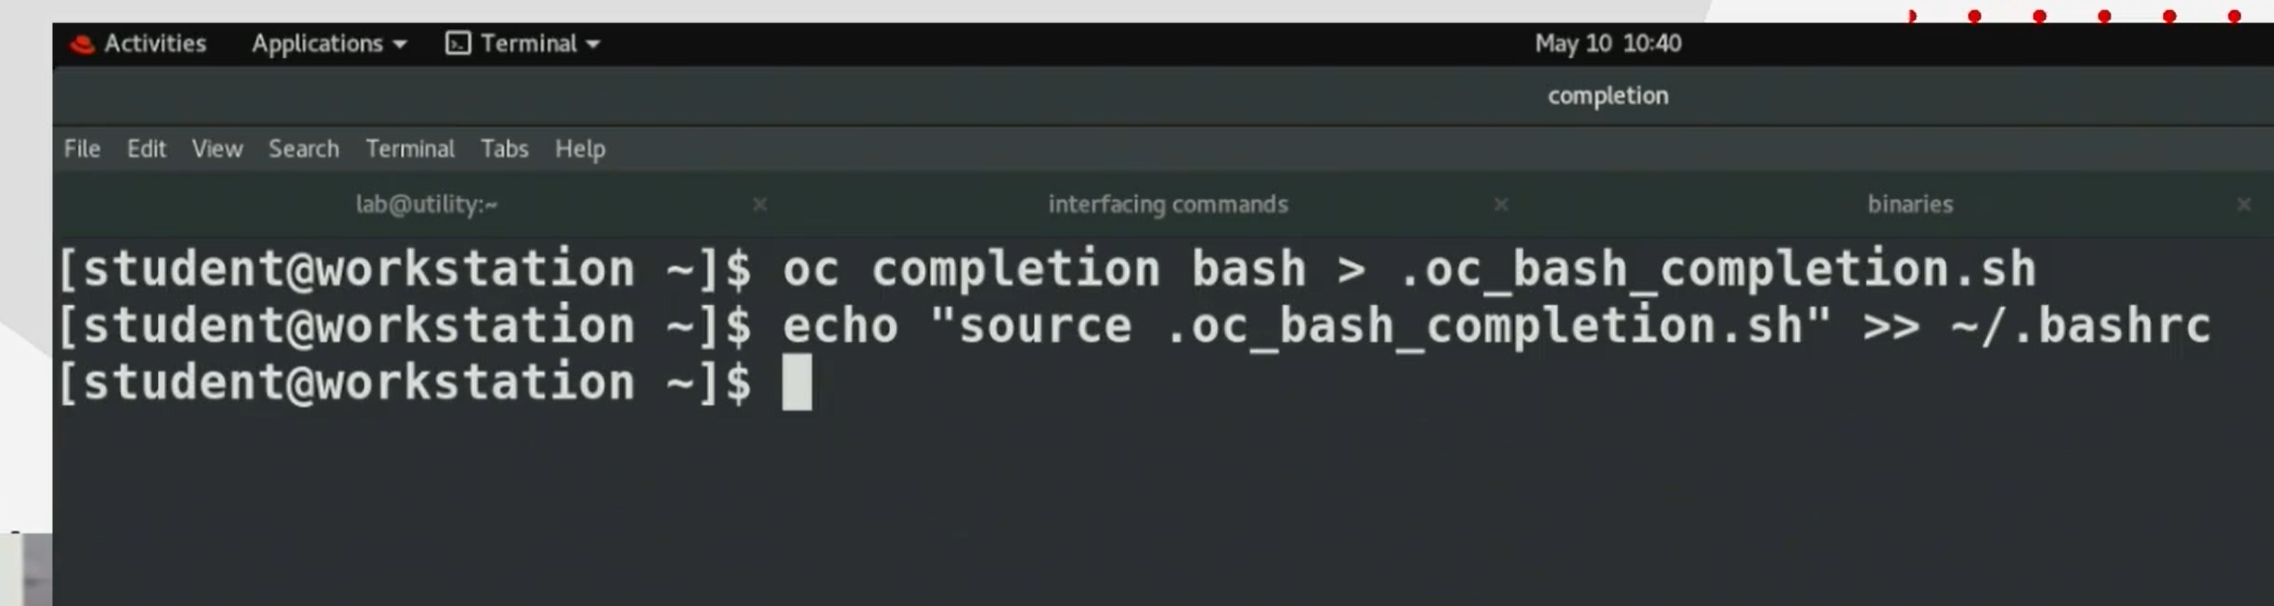 Activities Applications Terminal May 10 10:40
completion
File Edit View Search Terminal Tabs Help
lab@utility:~ × interfacing commands × binaries ×
[student@workstation ~]$ oc completion bash > .oc_bash_completion.sh
[student@workstation ~]$ echo "source .oc_bash_completion.sh" >> ~/.bashrc
[student@workstation ~]$